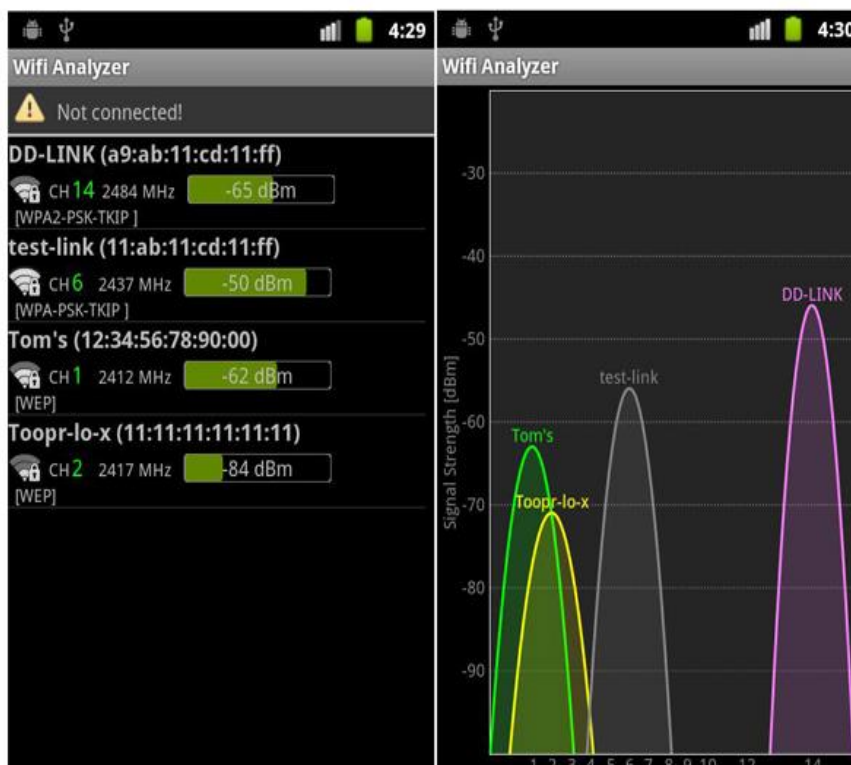 4:29
Wifi Analyzer
Not connected!
DD-LINK (a9:ab:11:cd:11:ff)
CH 14 2484 MHz -65 dBm
[WPA2-PSK-TKIP ]
test-link (11:ab:11:cd:11:ff)
CH 6 2437 MHz -50 dBm
[WPA-PSK-TKIP ]
Tom's (12:34:56:78:90:00)
CH 1 2412 MHz -62 dBm
[WEP]
Toopr-lo-x (11:11:11:11:11:11)
CH 2 2417 MHz -84 dBm
[WEP]
4:30
Wifi Analyzer
-30
-40
DD-LINK
-50
test-link
-60
Tom's
Toopr-lo-x
-70
-80
-90
Signal Strength [dBm]
1 2 3 4 5 6 7 8 9 10 12 14